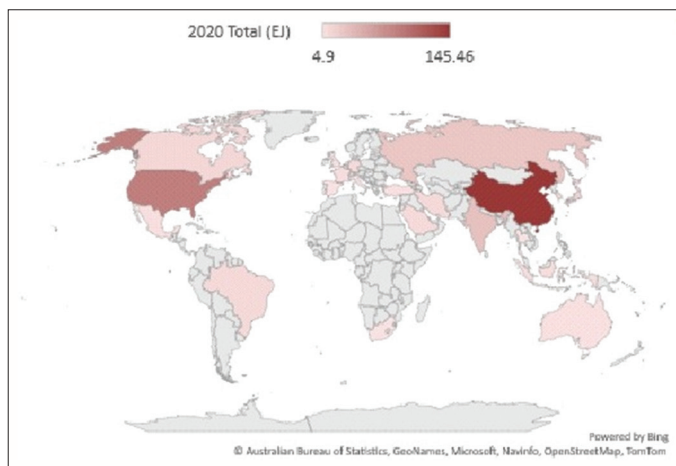 2020 Total (EJ)
4.9 145.46
Powered by Bing
© Australian Bureau of Statistics, GeoNames, Microsoft, Navinfo, OpenStreetMap, TomTom